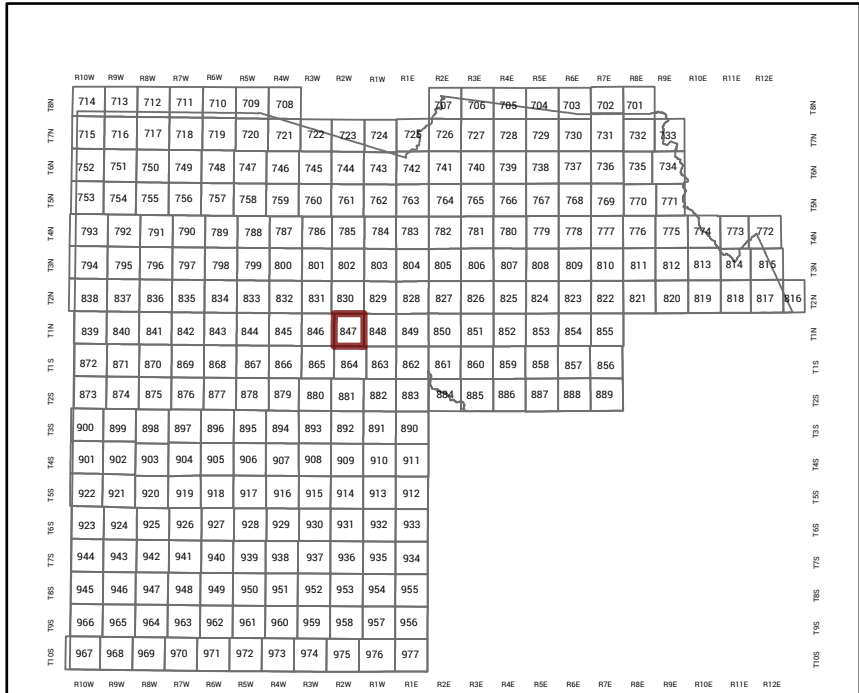 R10W R9W R8W R7W R6W R5W R4W R3W R2W R1W R1E R2E R3E R4E R5E R6E R7E R8E R9E R10E R11E R12E
T8N 714 713 712 711 710 709 708 707 706 705 704 703 702 701 T8N
T7N 715 716 717 718 719 720 721 722 723 724 725 726 727 728 729 730 731 732 733 T7N
T6N 752 751 750 749 748 747 746 745 744 743 742 741 740 739 738 737 736 735 734 T6N
T5N 753 754 755 756 757 758 759 760 761 762 763 764 765 766 767 768 769 770 771 T5N
T4N 793 792 791 790 789 788 787 786 785 784 783 782 781 780 779 778 777 776 775 774 773 772 T4N
T3N 794 795 796 797 798 799 800 801 802 803 804 805 806 807 808 809 810 811 812 813 814 815 T3N
T2N 838 837 836 835 834 833 832 831 830 829 828 827 826 825 824 823 822 821 820 819 818 817 816 T2N
T1N 839 840 841 842 843 844 845 846 847 848 849 850 851 852 853 854 855 T1N
T1S 872 871 870 869 868 867 866 865 864 863 862 861 860 859 858 857 856 T1S
T2S 873 874 875 876 877 878 879 880 881 882 883 884 885 886 887 888 889 T2S
T3S 900 899 898 897 896 895 894 893 892 891 890 T3S
T4S 901 902 903 904 905 906 907 908 909 910 911 T4S
T5S 922 921 920 919 918 917 916 915 914 913 912 T5S
T6S 923 924 925 926 927 928 929 930 931 932 933 T6S
T7S 944 943 942 941 940 939 938 937 936 935 934 T7S
T8S 945 946 947 948 949 950 951 952 953 954 955 T8S
T9S 966 965 964 963 962 961 960 959 958 957 956 T9S
T10S 967 968 969 970 971 972 973 974 975 976 977 T10S
R10W R9W R8W R7W R6W R5W R4W R3W R2W R1W R1E R2E R3E R4E R5E R6E R7E R8E R9E R10E R11E R12E